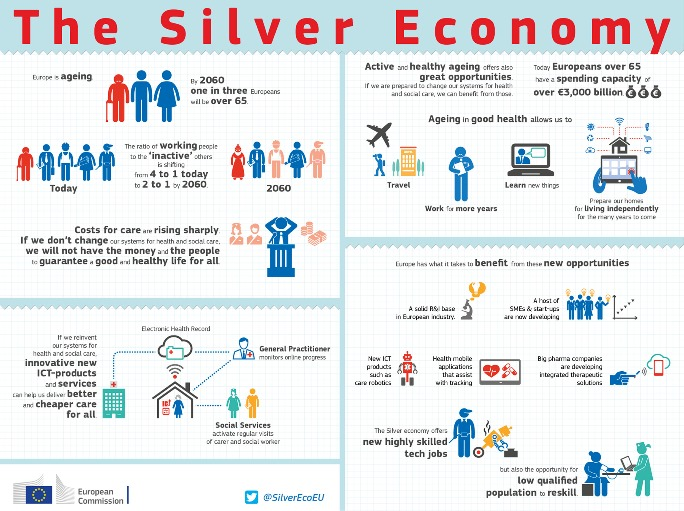 The Silver Economy
Europe is ageing.
By 2060
one in three Europeans
will be over 65.
The ratio of working people
to the 'inactive' others
is shifting
from 4 to 1 today
to 2 to 1 by 2060.
Today
2060
Costs for care are rising sharply.
If we don't change our systems for health and social care,
we will not have the money and the people
to guarantee a good and healthy life for all.
If we reinvent
our systems for
health and social care,
innovative new
ICT-products
and services
can help us deliver better
and cheaper care
for all.
Electronic Health Record
General Practitioner
monitors online progress
Social Services
activate regular visits
of carer and social worker
European
Commission
@SilverEcoEU
Active and healthy ageing offers also
great opportunities.
If we are prepared to change our systems for health
and social care, we can benefit from those.
Today Europeans over 65
have a spending capacity of
over €3,000 billion.
€ € €
Ageing in good health allows us to
Travel
Work for more years
Learn new things
Prepare our homes
for living independently
for the many years to come
Europe has what it takes to benefit from these new opportunities
A solid R&I base
in European industry.
A host of
SMEs & start-ups
are now developing
New ICT
products
such as
care robotics
Health mobile
applications
that assist
with tracking
Big pharma companies
are developing
integrated therapeutic
solutions
The Silver economy offers
new highly skilled
tech jobs
but also the opportunity for
low qualified
population to reskill.